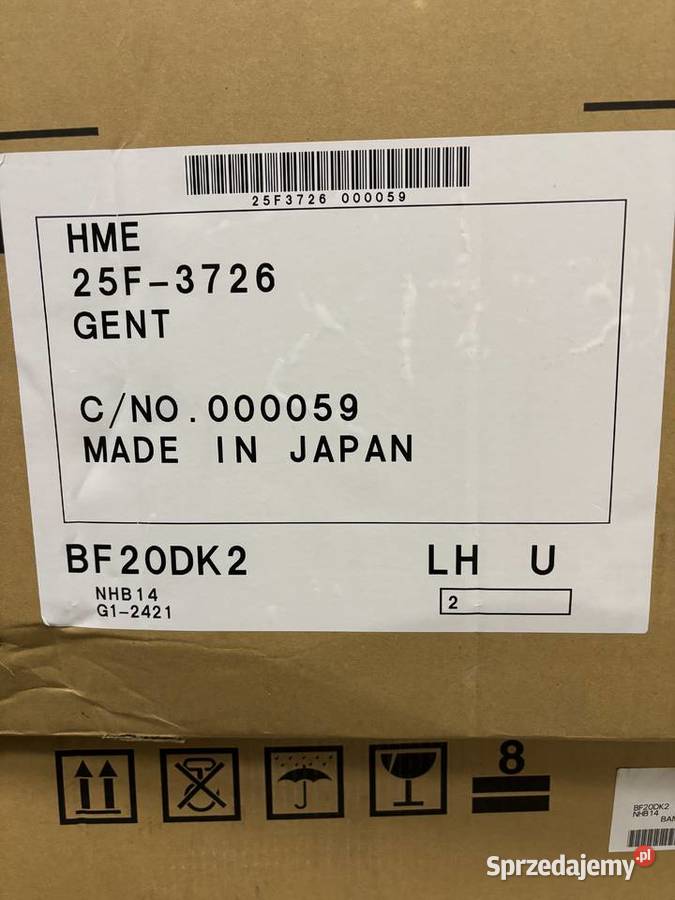 25F3726 000059
HME
25F-3726
GENT
C/NO.000059
MADE IN JAPAN
BF20DK2 LH U
NHB14
G1-2421
2
8
BF20DK2
NHB14
Sprzedajemy.pl